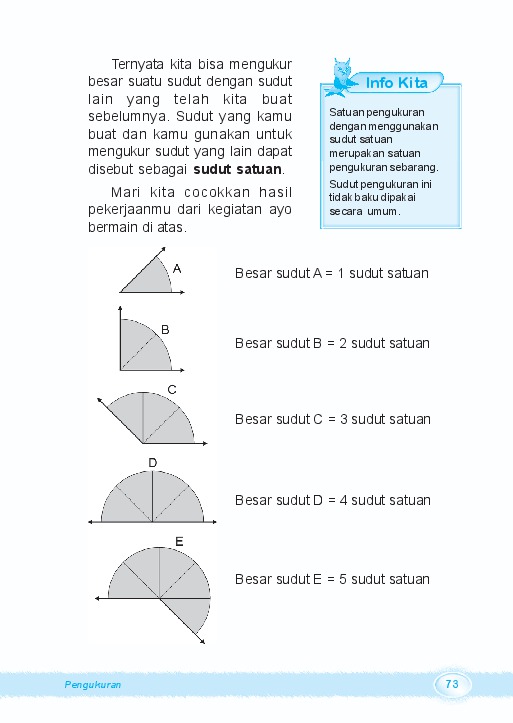 Ternyata kita bisa mengukur
besar suatu sudut dengan sudut
lain yang telah kita buat
sebelumnya. Sudut yang kamu
buat dan kamu gunakan untuk
mengukur sudut yang lain dapat
disebut sebagai sudut satuan.
Mari kita cocokkan hasil
pekerjaanmu dari kegiatan ayo
bermain di atas.
Info Kita
Satuan pengukuran
dengan menggunakan
sudut satuan
merupakan satuan
pengukuran sebarang.
Sudut pengukuran ini
tidak baku dipakai
secara umum.
A
Besar sudut A = 1 sudut satuan
B
Besar sudut B = 2 sudut satuan
C
Besar sudut C = 3 sudut satuan
D
Besar sudut D = 4 sudut satuan
E
Besar sudut E = 5 sudut satuan
Pengukuran
73